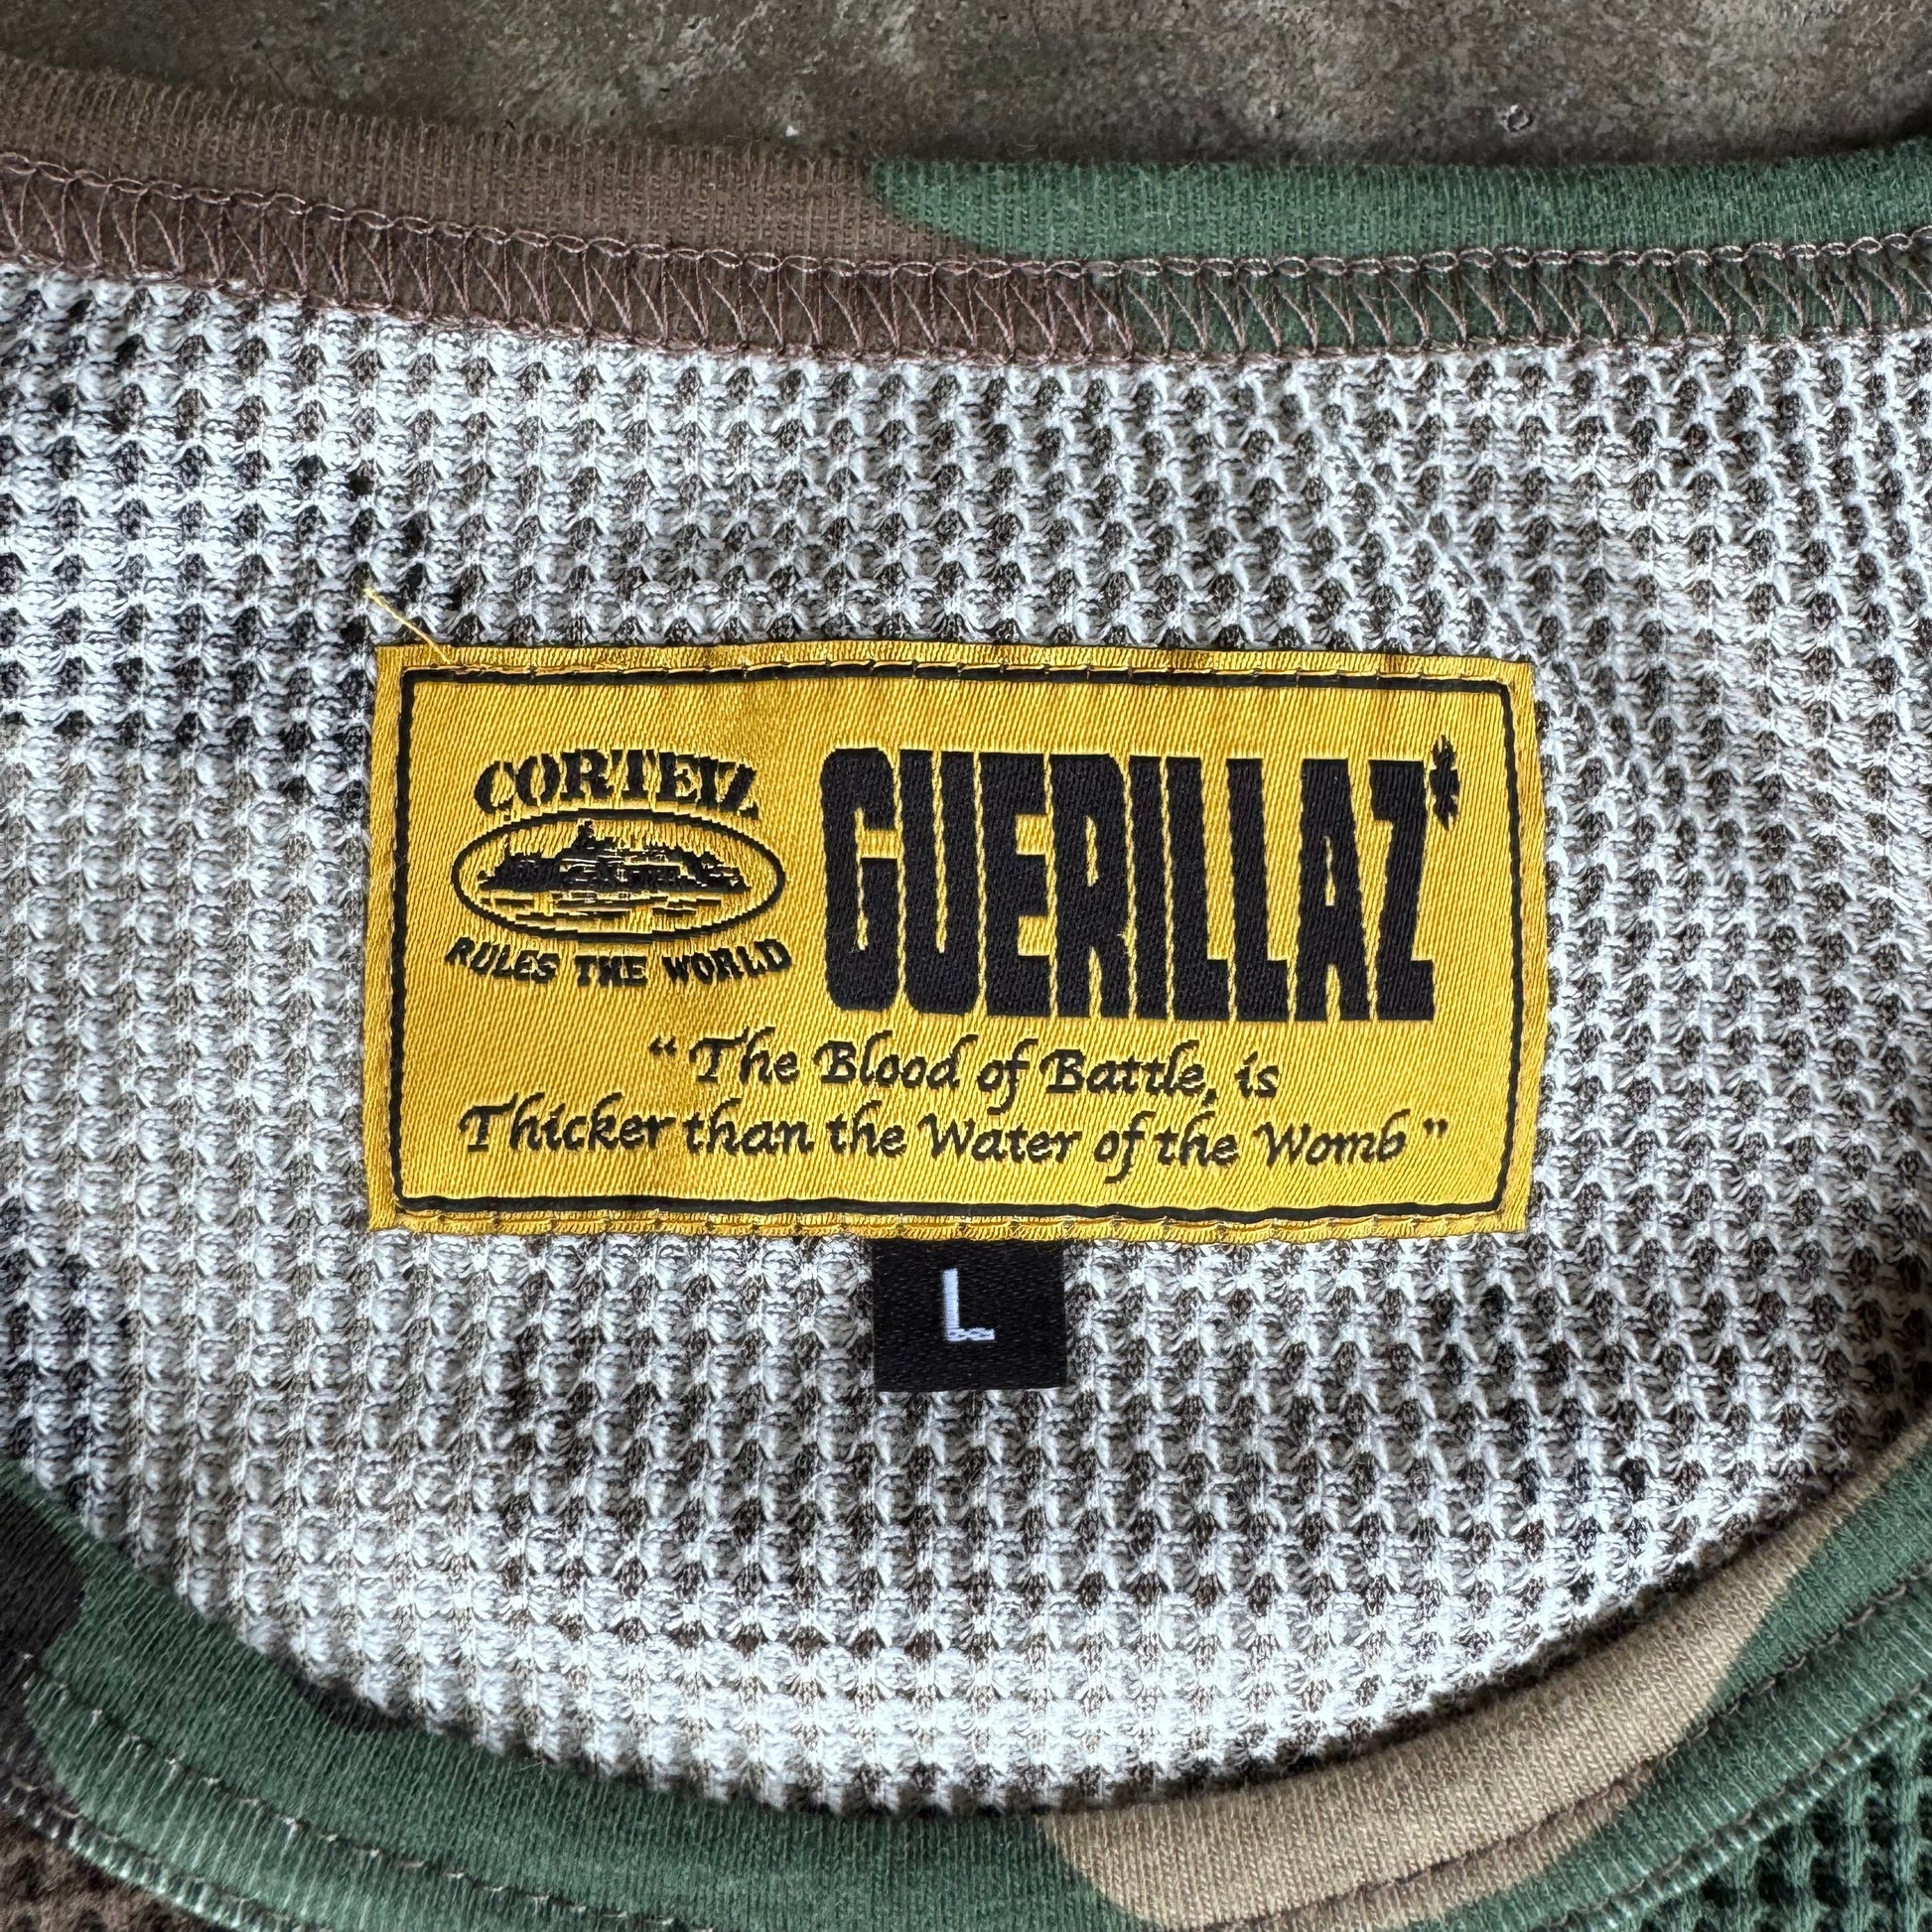 CORTEIZ
RULES THE WORLD
GUERILLAZ*
“The Blood of Battle, is
Thicker than the Water of the Womb”
L